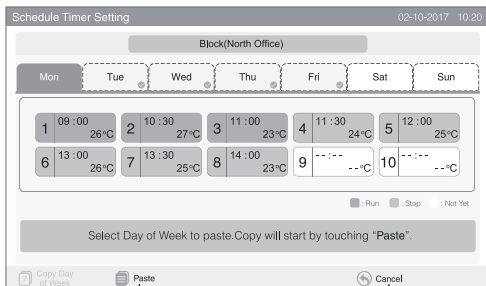 Schedule Timer Setting 02-10-2017 10:20
Block(North Office)
Mon Tue Wed Thu Fri Sat Sun
1 09:00 26°C 2 10:30 27°C 3 11:00 23°C 4 11:30 24°C 5 12:00 25°C
6 13:00 26°C 7 13:30 25°C 8 14:00 23°C 9 --:-- --°C 10 --:-- --°C
: Run : Stop : Not Yet
Select Day of Week to paste.Copy will start by touching "Paste".
7 Copy Day of Week Paste Cancel